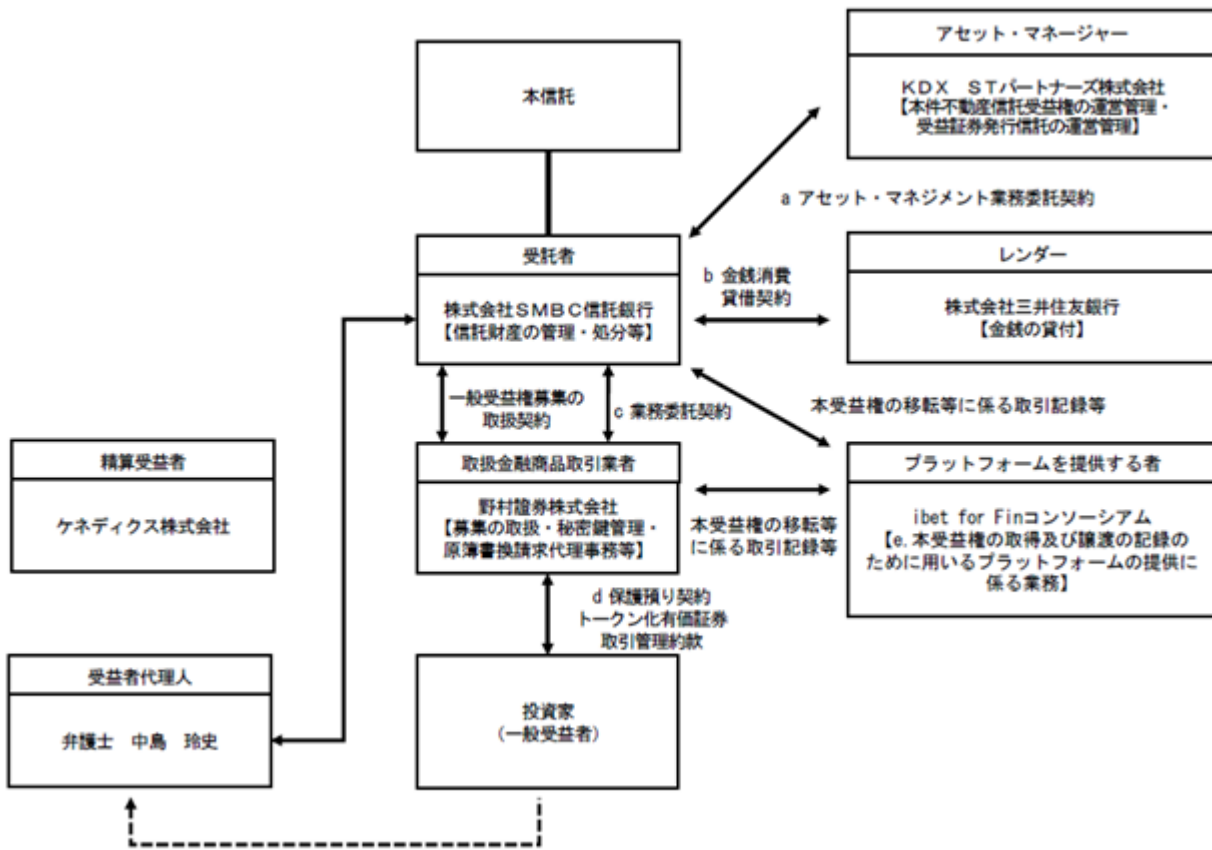 本信託
アセット・マネージャー
KDX STパートナーズ株式会社
【本件不動産信託受益権の運営管理・
受益証券発行信託の運営管理】
a アセット・マネジメント業務委託契約
受託者
株式会社SMBC信託銀行
【信託財産の管理・処分等】
b 金銭消費
貸借契約
レンダー
株式会社三井住友銀行
【金銭の貸付】
一般受益権募集の
取扱契約
c 業務委託契約
本受益権の移転等に係る取引記録等
精算受益者
ケネディクス株式会社
取扱金融商品取引業者
野村證券株式会社
【募集の取扱・秘密鍵管理・
原簿書換請求代理事務等】
本受益権の移転等
に係る取引記録等
プラットフォームを提供する者
ibet for Finコンソーシアム
【e.本受益権の取得及び譲渡の記録の
ために用いるプラットフォームの提供に
係る業務】
d 保護預り契約
トークン化有価証券
取引管理約款
受益者代理人
弁護士 中島 玲史
投資家
(一般受益者)